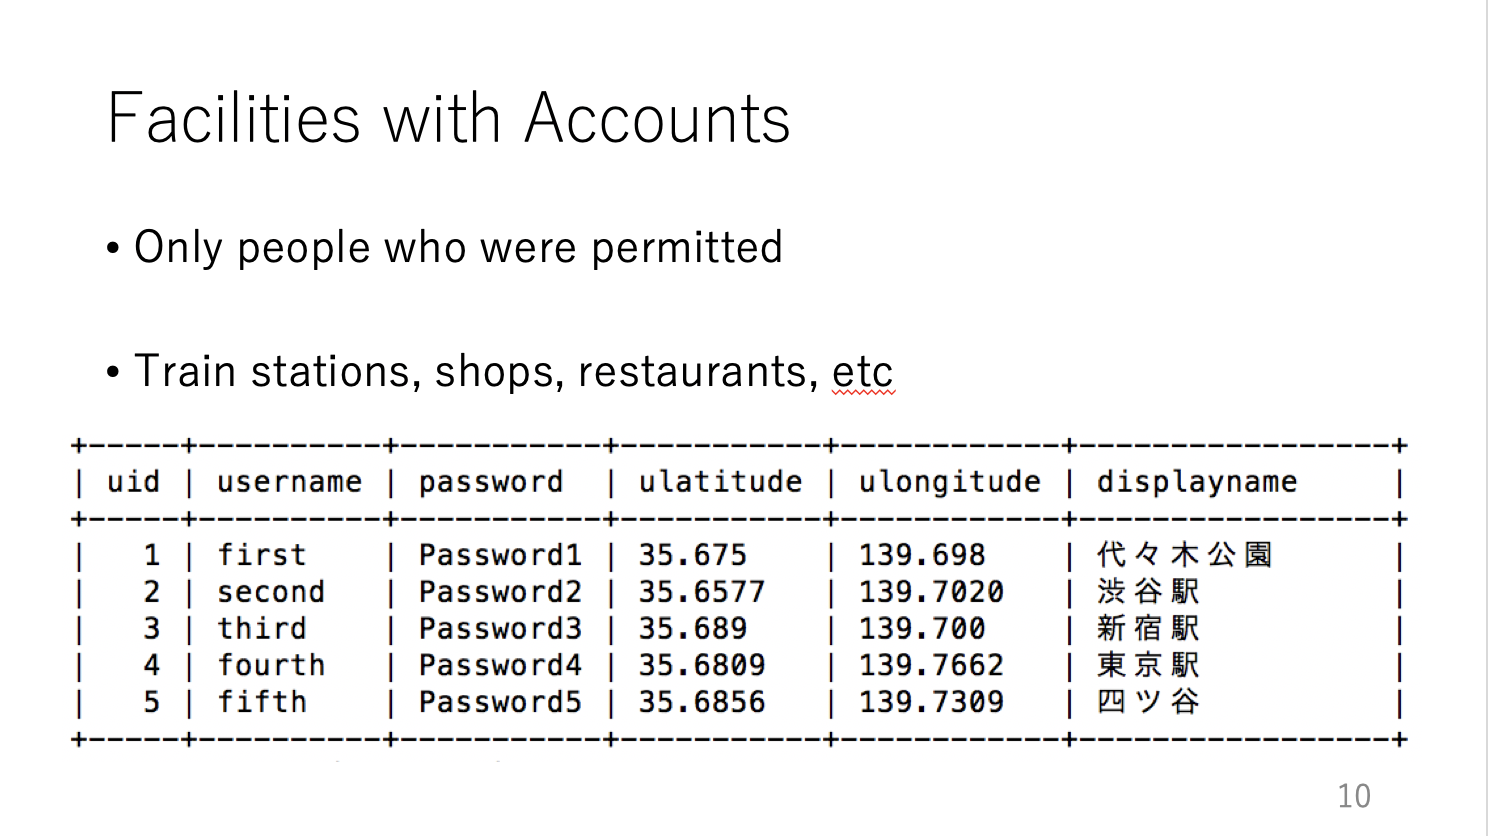 Facilities with Accounts
• Only people who were permitted
• Train stations, shops, restaurants, etc
+-----+----------+-----------+-----------+------------+-----------------+
| uid | username | password  | ulatitude | ulongitude | displayname     |
+-----+----------+-----------+-----------+------------+-----------------+
|   1 | first    | Password1 | 35.675    | 139.698    | 代々木公園      |
|   2 | second   | Password2 | 35.6577   | 139.7020   | 渋谷駅          |
|   3 | third    | Password3 | 35.689    | 139.700    | 新宿駅          |
|   4 | fourth   | Password4 | 35.6809   | 139.7662   | 東京駅          |
|   5 | fifth    | Password5 | 35.6856   | 139.7309   | 四ツ谷          |
+-----+----------+-----------+-----------+------------+-----------------+
10